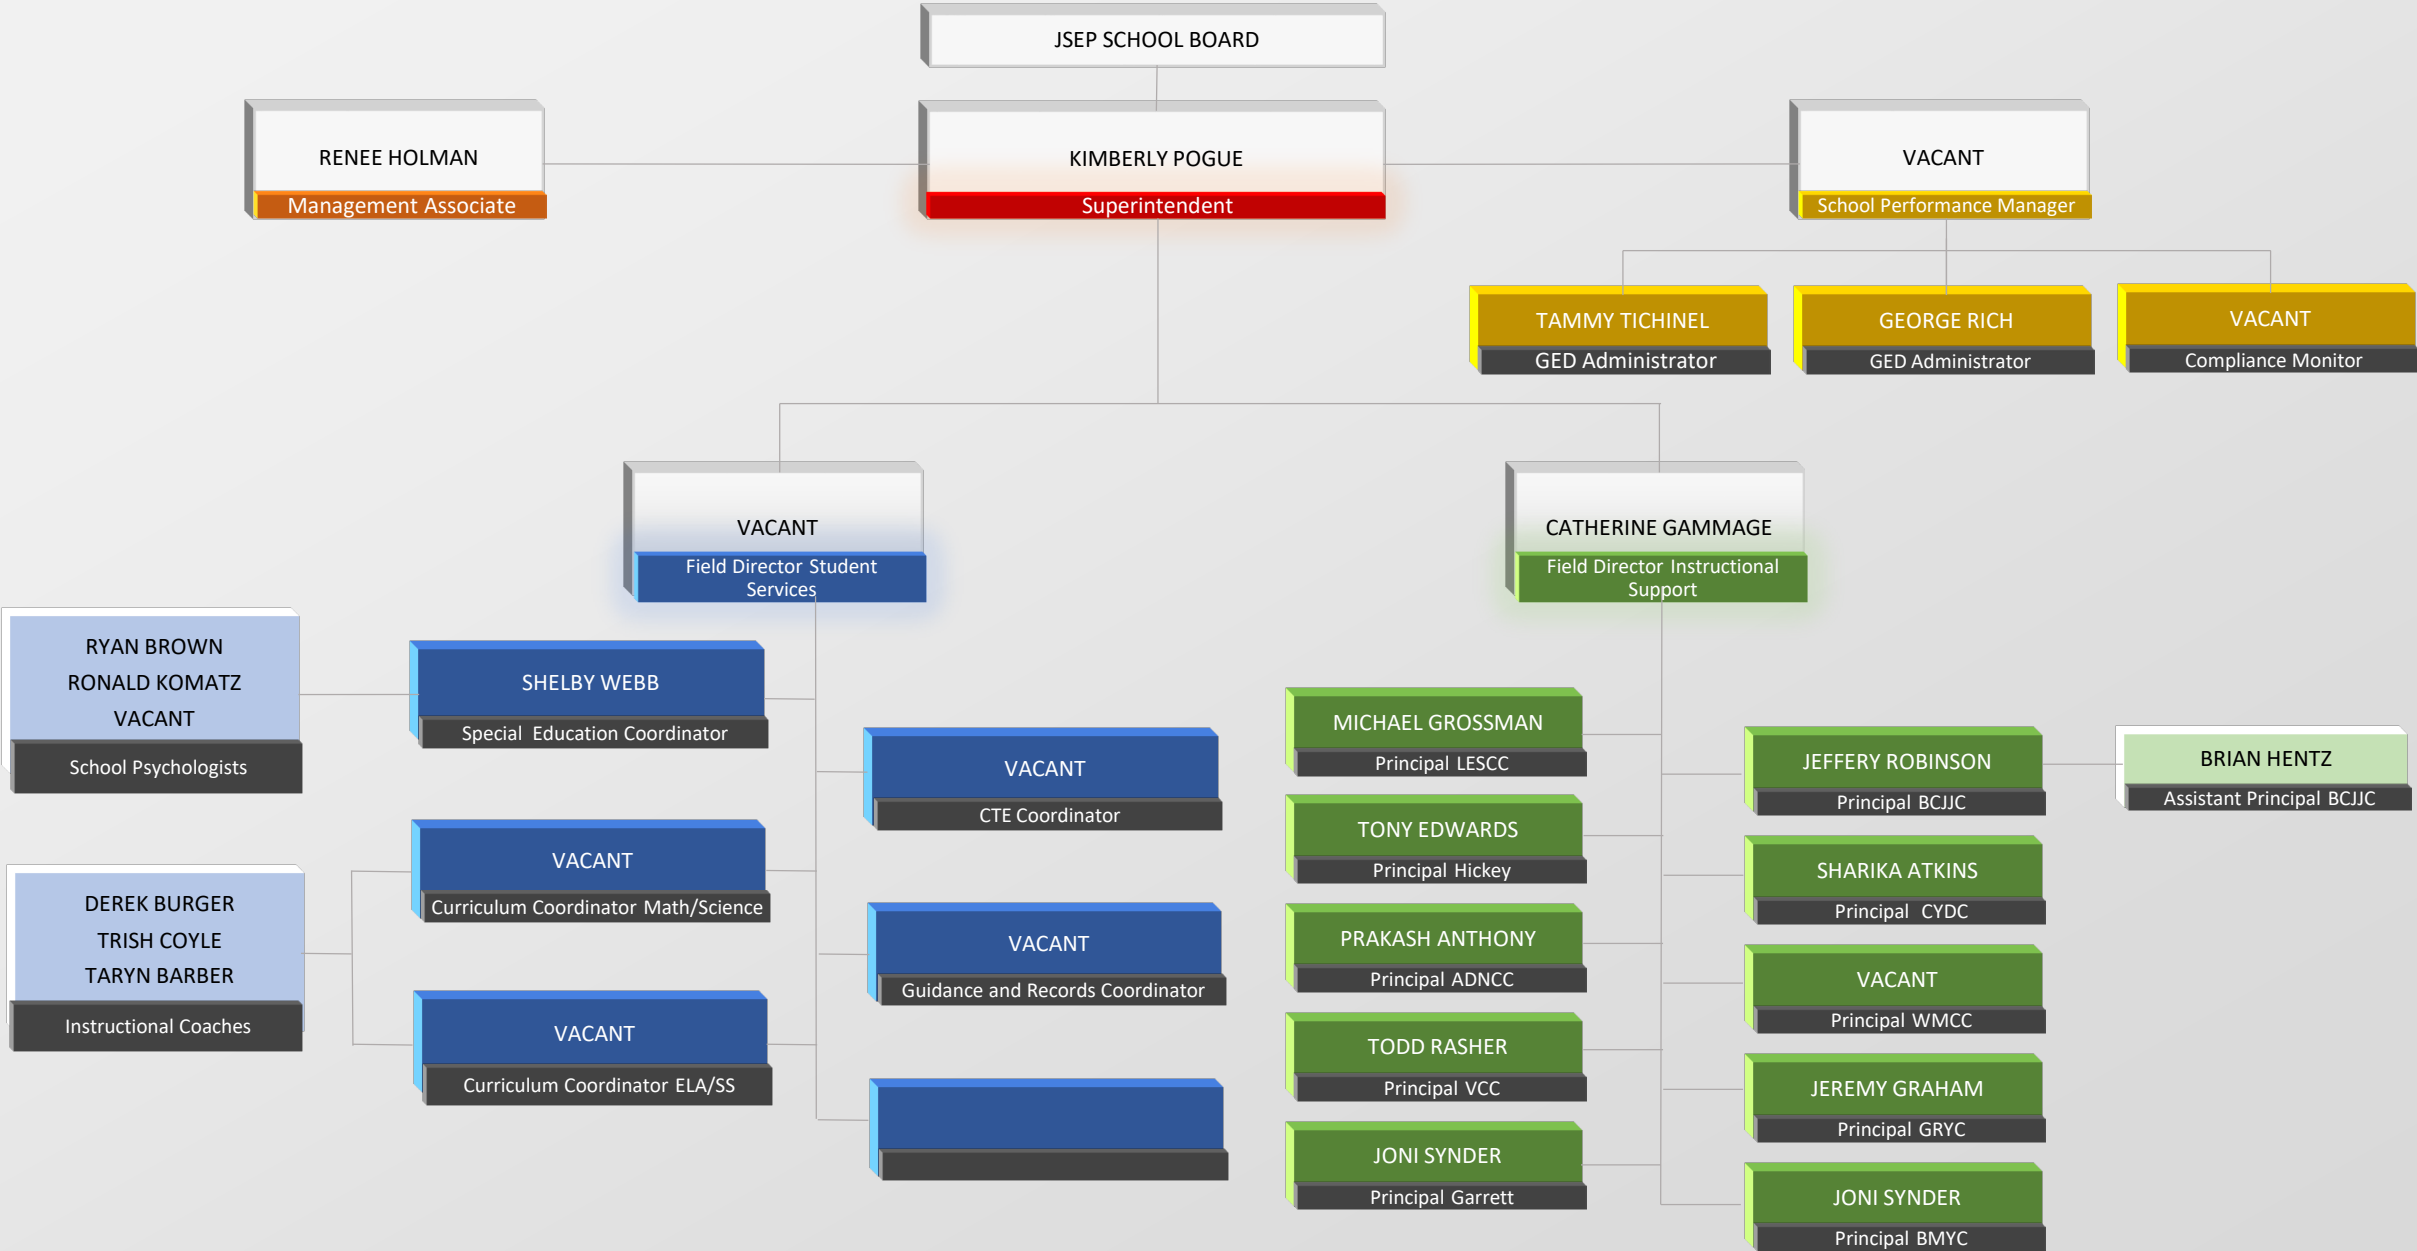 JSEP SCHOOL BOARD
RENEE HOLMAN
Management Associate
KIMBERLY POGUE
Superintendent
VACANT
School Performance Manager
TAMMY TICHINEL
GED Administrator
GEORGE RICH
GED Administrator
VACANT
Compliance Monitor
VACANT
Field Director Student
Services
CATHERINE GAMMAGE
Field Director Instructional
Support
RYAN BROWN
RONALD KOMATZ
VACANT
School Psychologists
SHELBY WEBB
Special Education Coordinator
VACANT
CTE Coordinator
DEREK BURGER
TRISH COYLE
TARYN BARBER
Instructional Coaches
VACANT
Curriculum Coordinator Math/Science
VACANT
Guidance and Records Coordinator
VACANT
Curriculum Coordinator ELA/SS
MICHAEL GROSSMAN
Principal LESCC
TONY EDWARDS
Principal Hickey
PRAKASH ANTHONY
Principal ADNCC
TODD RASHER
Principal VCC
JONI SYNDER
Principal Garrett
JEFFERY ROBINSON
Principal BCJJC
BRIAN HENTZ
Assistant Principal BCJJC
SHARIKA ATKINS
Principal CYDC
VACANT
Principal WMCC
JEREMY GRAHAM
Principal GRYC
JONI SYNDER
Principal BMYC